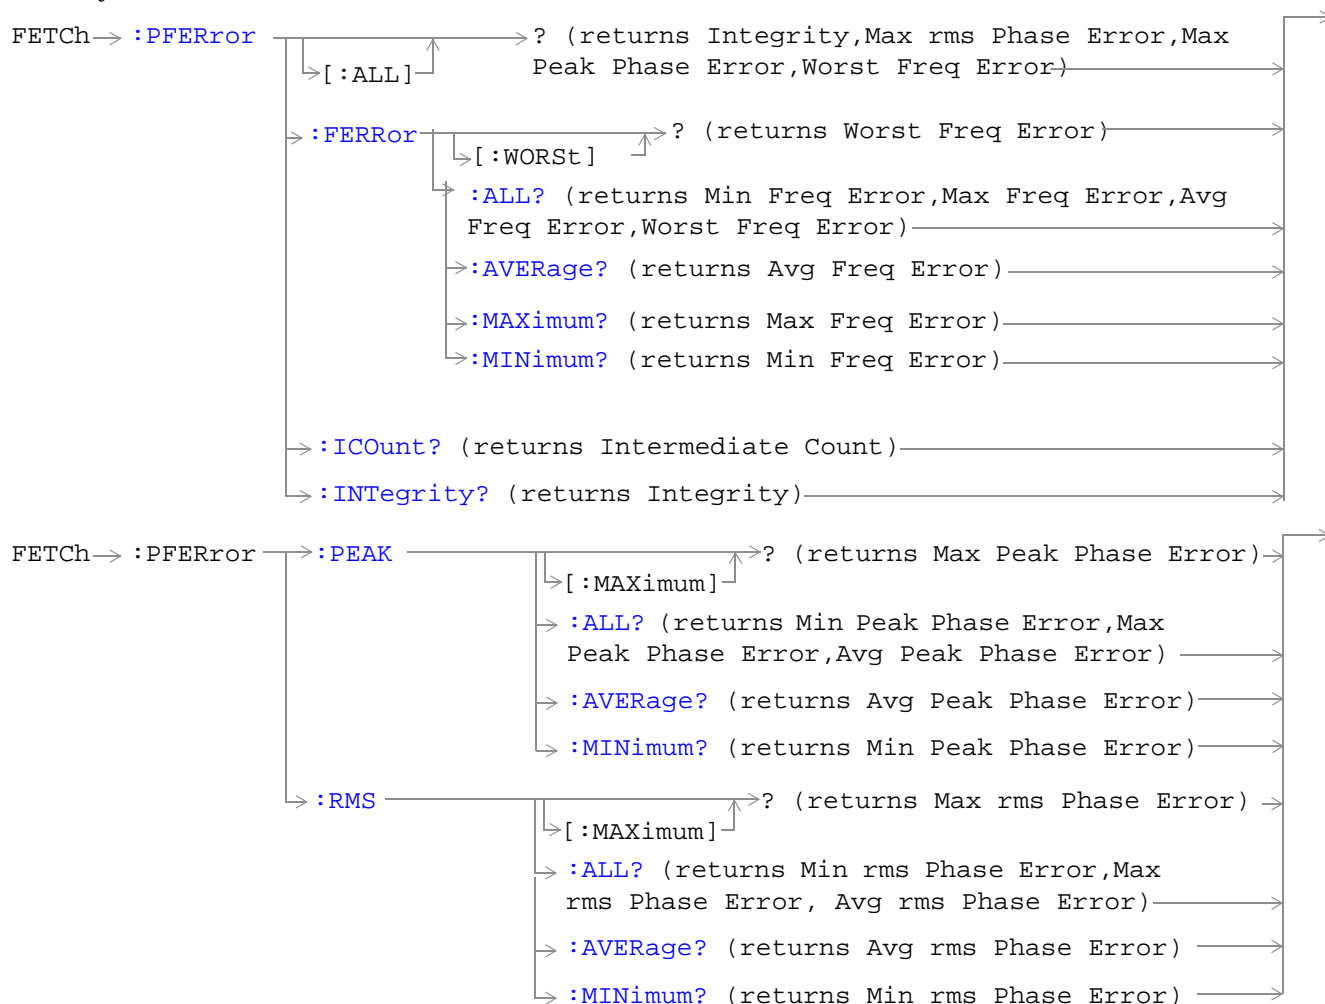 FETCh :PFERror ? (returns Integrity,Max rms Phase Error,Max
[:ALL] Peak Phase Error,Worst Freq Error)
:FERRor ? (returns Worst Freq Error)
[:WORSt]
:ALL? (returns Min Freq Error,Max Freq Error,Avg
Freq Error,Worst Freq Error)
:AVERage? (returns Avg Freq Error)
:MAXimum? (returns Max Freq Error)
:MINimum? (returns Min Freq Error)
:ICOunt? (returns Intermediate Count)
:INTegrity? (returns Integrity)
FETCh :PFERror :PEAK ? (returns Max Peak Phase Error)
[:MAXimum]
:ALL? (returns Min Peak Phase Error,Max
Peak Phase Error,Avg Peak Phase Error)
:AVERage? (returns Avg Peak Phase Error)
:MINimum? (returns Min Peak Phase Error)
:RMS ? (returns Max rms Phase Error)
[:MAXimum]
:ALL? (returns Min rms Phase Error,Max
rms Phase Error, Avg rms Phase Error)
:AVERage? (returns Avg rms Phase Error)
:MINimum? (returns Min rms Phase Error)